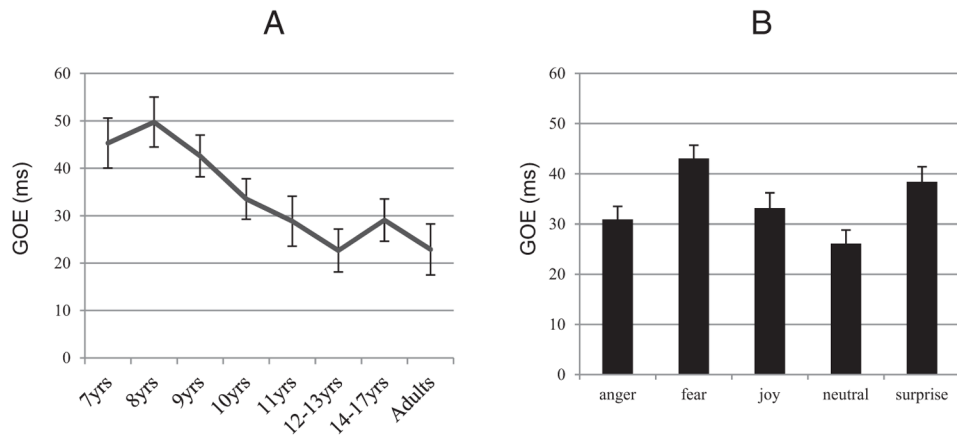 A
GOE (ms)
60
50
40
30
20
10
0
7yrs
8yrs
9yrs
10yrs
11yrs
12-13yrs
14-17yrs
Adults
B
GOE (ms)
60
50
40
30
20
10
0
anger
fear
joy
neutral
surprise